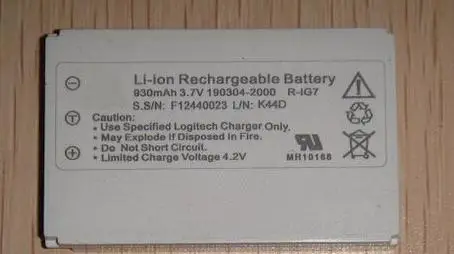 Li-ion Rechargeable Battery
930mAh 3.7V 190304-2000 R-IG7
S.S/N: F12440023 L/N: K44D
Caution:
* Use Specified Logitech Charger Only.
* May Explode if Disposed in Fire.
* Do Not Short Circuit.
* Limited Charge Voltage 4.2V
T
MH10168